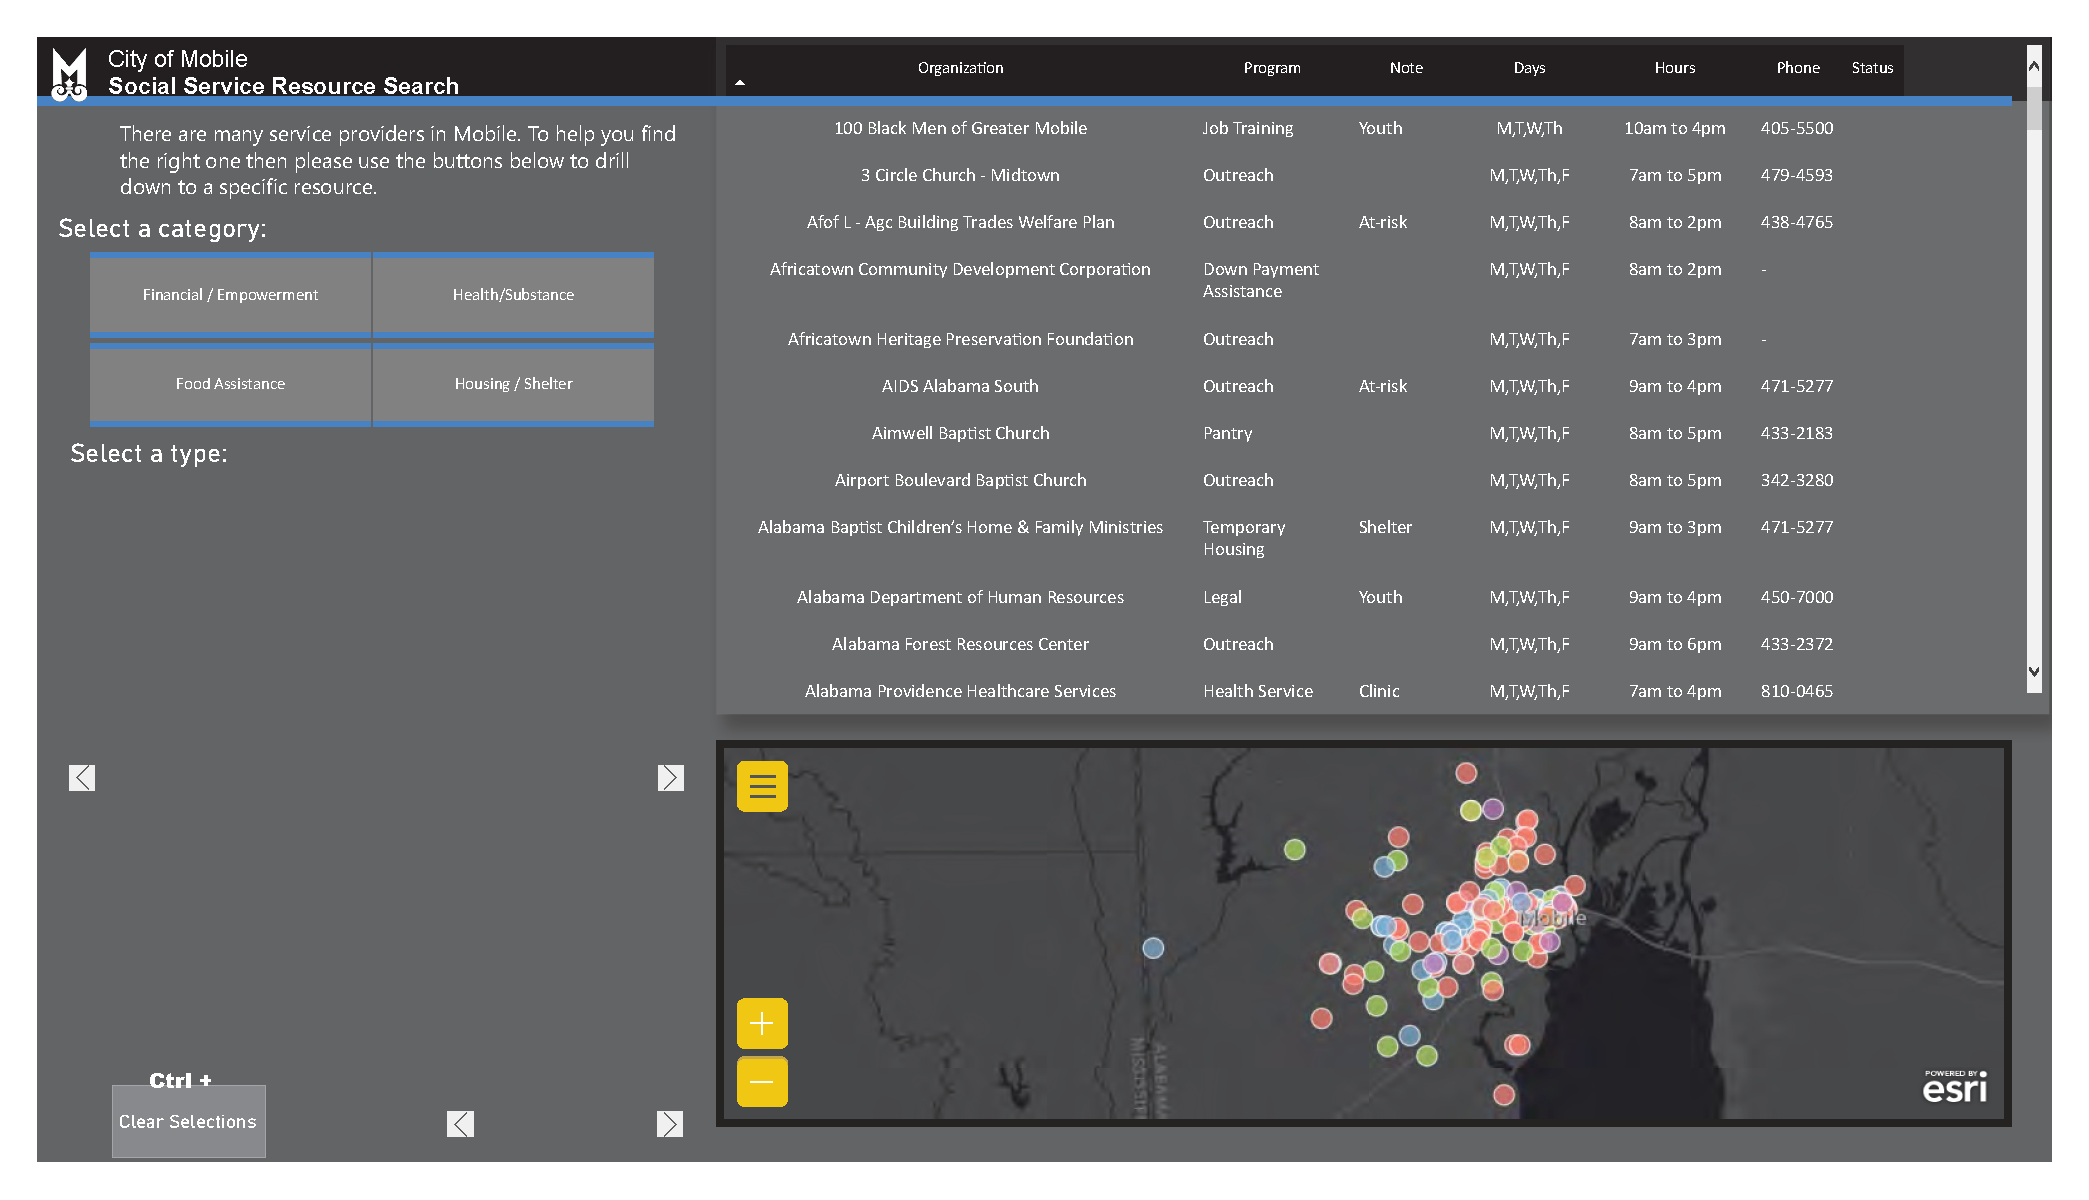 City of Mobile
Social Service Resource Search
There are many service providers in Mobile. To help you find
the right one then please use the buttons below to drill
down to a specific resource.
Select a category:
Financial / Empowerment
Health/Substance
Food Assistance
Housing / Shelter
Select a type:
Ctrl +
Clear Selections
Organization Program Note Days Hours Phone Status
100 Black Men of Greater Mobile Job Training Youth M,T,W,Th 10am to 4pm 405-5500
3 Circle Church - Midtown Outreach M,T,W,Th,F 7am to 5pm 479-4593
Afof L - Agc Building Trades Welfare Plan Outreach At-risk M,T,W,Th,F 8am to 2pm 438-4765
Africatown Community Development Corporation Down Payment M,T,W,Th,F 8am to 2pm -
Assistance
Africatown Heritage Preservation Foundation Outreach M,T,W,Th,F 7am to 3pm -
AIDS Alabama South Outreach At-risk M,T,W,Th,F 9am to 4pm 471-5277
Aimwell Baptist Church Pantry M,T,W,Th,F 8am to 5pm 433-2183
Airport Boulevard Baptist Church Outreach M,T,W,Th,F 8am to 5pm 342-3280
Alabama Baptist Children's Home & Family Ministries Temporary Shelter M,T,W,Th,F 9am to 3pm 471-5277
Housing
Alabama Department of Human Resources Legal Youth M,T,W,Th,F 9am to 4pm 450-7000
Alabama Forest Resources Center Outreach M,T,W,Th,F 9am to 6pm 433-2372
Alabama Providence Healthcare Services Health Service Clinic M,T,W,Th,F 7am to 4pm 810-0465
Mobile
POWERED BY
esri